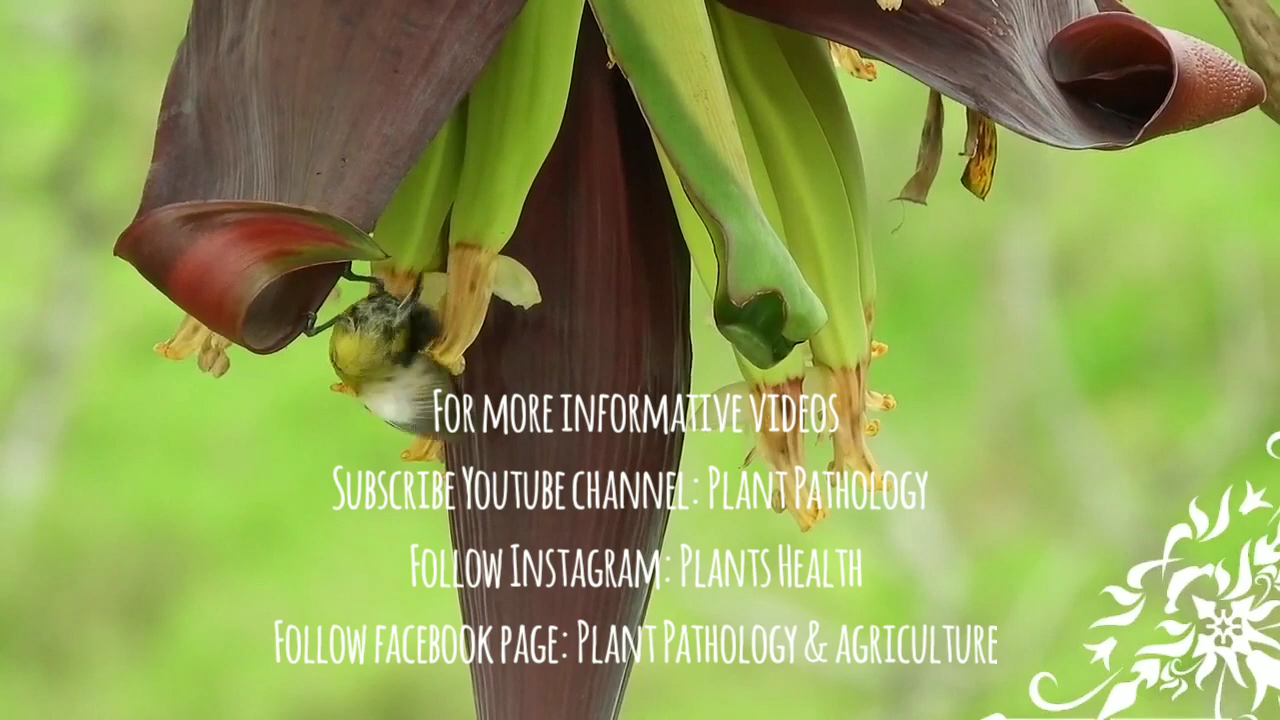 For more informative videos
Subscribe Youtube channel: Plant Pathology
Follow Instagram: Plants Health
Follow facebook page: Plant Pathology & agriculture